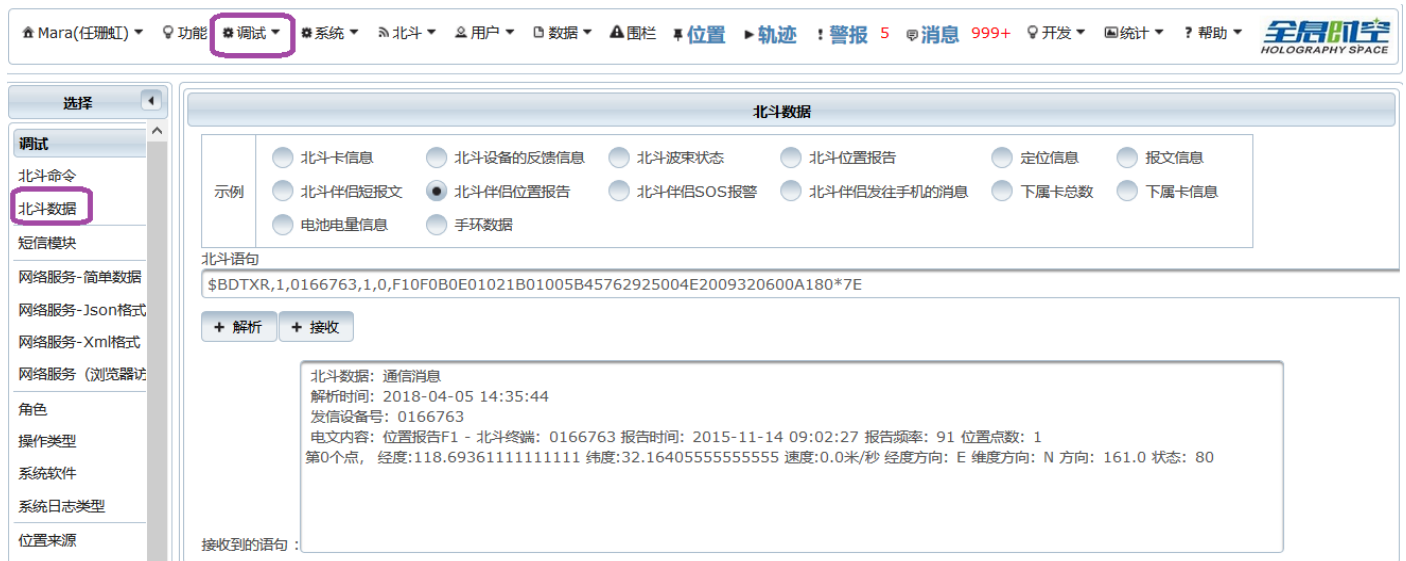 Mara(任珊虹) 功能 调试 系统 北斗 用户 数据 围栏 位置 轨迹 警报 5 消息 999+ 开发 统计 帮助 全息时空
HOLOGRAPHY SPACE
选择
调试
北斗命令
北斗数据
短信模块
网络服务-简单数据
网络服务-Json格式
网络服务-Xml格式
网络服务（浏览器访
角色
操作类型
系统软件
系统日志类型
位置来源
北斗数据
示例
北斗卡信息 北斗设备的反馈信息 北斗波束状态 北斗位置报告 定位信息 报文信息
北斗伴侣短报文 北斗伴侣位置报告 北斗伴侣SOS报警 北斗伴侣发往手机的消息 下属卡总数 下属卡信息
电池电量信息 手环数据
北斗语句
$BDTXR,1,0166763,1,0,F10F0B0E01021B01005B45762925004E2009320600A180*7E
+ 解析 + 接收
北斗数据：通信消息
解析时间：2018-04-05 14:35:44
发信设备号：0166763
电文内容：位置报告F1 - 北斗终端：0166763 报告时间：2015-11-14 09:02:27 报告频率：91 位置点数：1
第0个点， 经度:118.69361111111111 纬度:32.16405555555555 速度:0.0米/秒 经度方向：E 维度方向：N 方向：161.0 状态：80
接收到的语句：